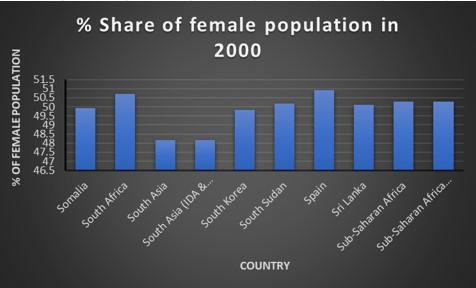 % Share of female population in
2000
% OF FEMALE POPULATION
51.5
51
50.5
50
49.5
49
48.5
48
47.5
47
46.5
Somalia
South Africa
South Asia
South Asia (IDA &...
South Korea
South Sudan
Spain
Sri Lanka
Sub-Saharan Africa
Sub-Saharan Africa...
COUNTRY